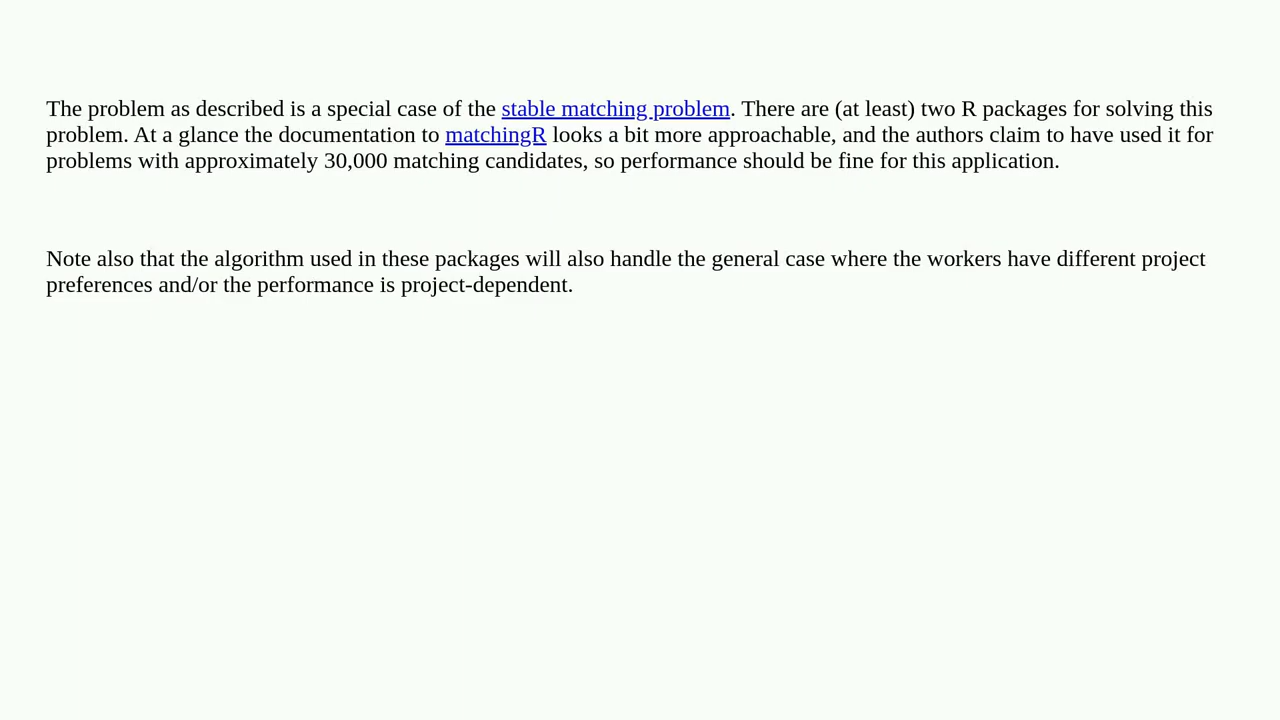 The problem as described is a special case of the stable matching problem. There are (at least) two R packages for solving this
problem. At a glance the documentation to matchingR looks a bit more approachable, and the authors claim to have used it for
problems with approximately 30,000 matching candidates, so performance should be fine for this application.
Note also that the algorithm used in these packages will also handle the general case where the workers have different project
preferences and/or the performance is project-dependent.